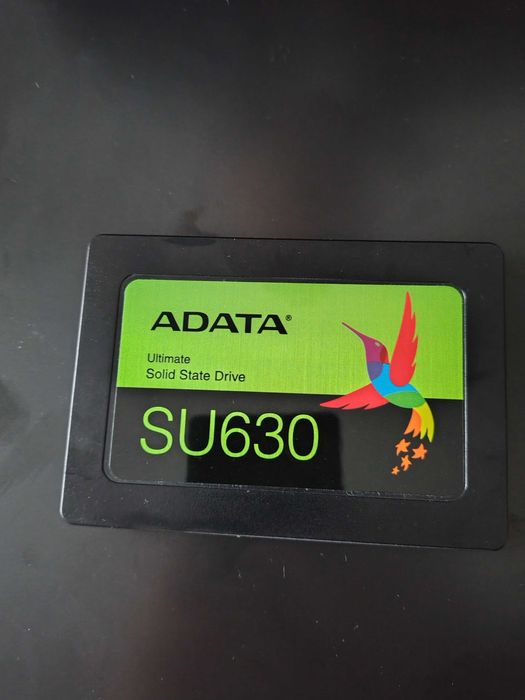 ADATA®
Ultimate
Solid State Drive
SU630